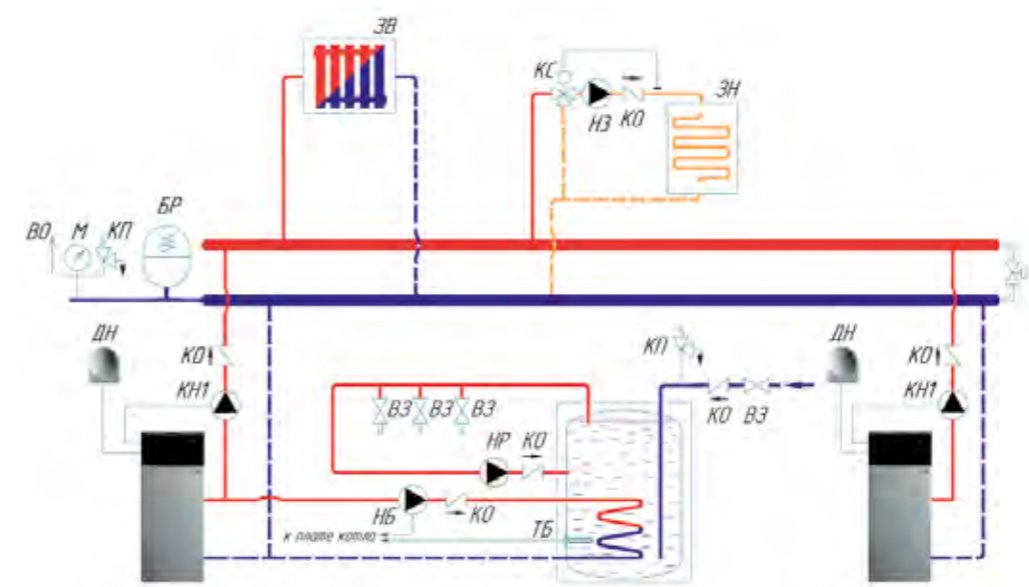 ЗВ
КС
НЗ
КО
ЗН
ВО
М
КП
БР
ДН
КО
КН1
ВЗ
ВЗ
ВЗ
НР
КО
НБ
КО
к плате котла
ТБ
КП
КО
ВЗ
ДН
КО
КН1